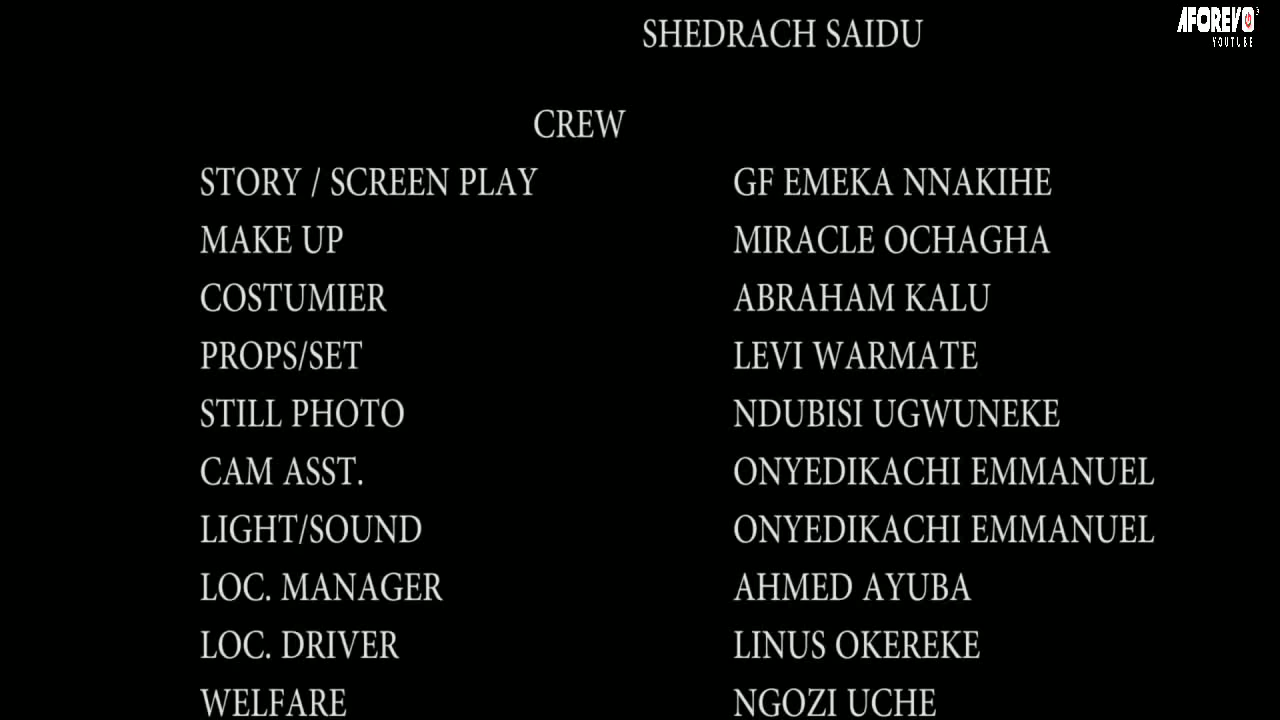 SHEDRACH SAIDU
AFOREVO
YOUTUBE
CREW
STORY / SCREEN PLAY GF EMEKA NNAKIHE
MAKE UP MIRACLE OCHAGHA
COSTUMIER ABRAHAM KALU
PROPS/SET LEVI WARMATE
STILL PHOTO NDUBISI UGWUNEKE
CAM ASST. ONYEDIKACHI EMMANUEL
LIGHT/SOUND ONYEDIKACHI EMMANUEL
LOC. MANAGER AHMED AYUBA
LOC. DRIVER LINUS OKEREKE
WELFARE NGOZI UCHE